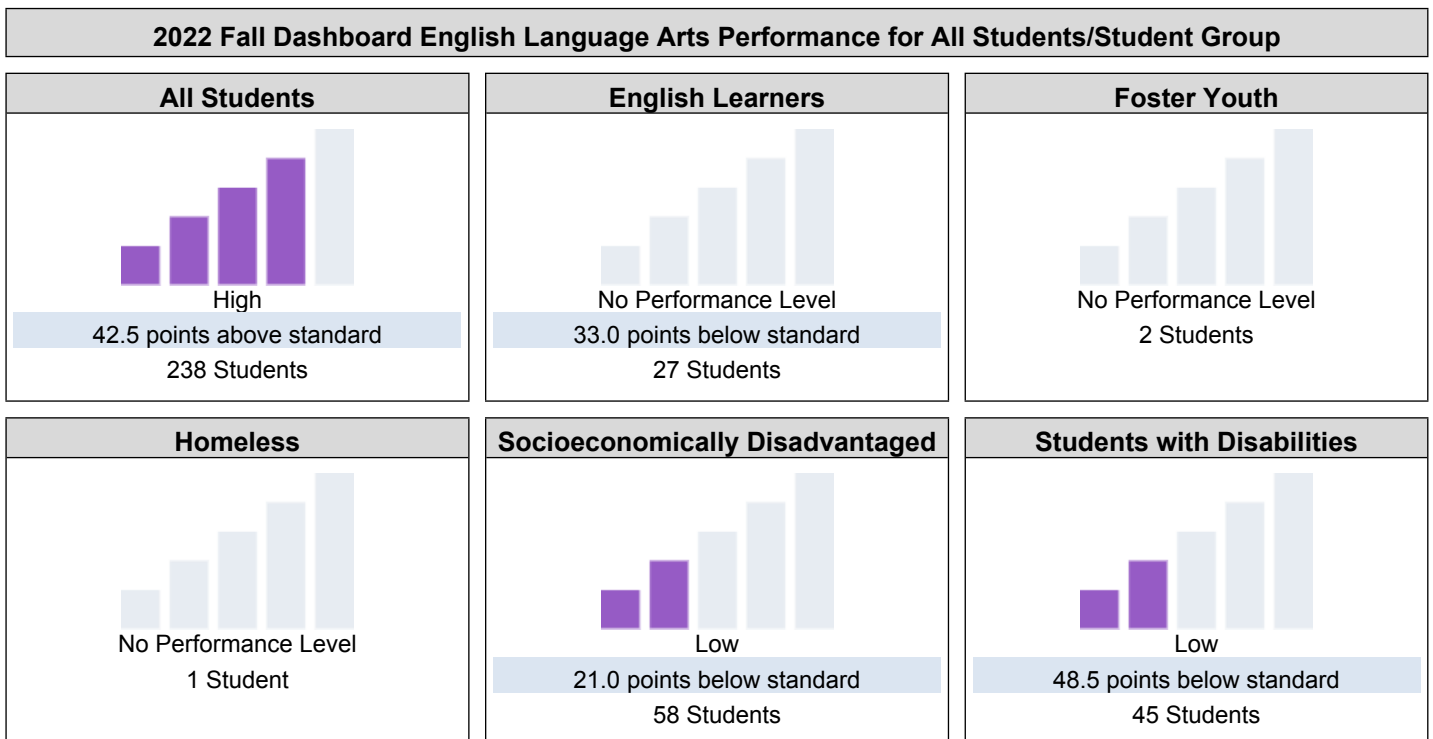 2022 Fall Dashboard English Language Arts Performance for All Students/Student Group
All Students
High
42.5 points above standard
238 Students
English Learners
No Performance Level
33.0 points below standard
27 Students
Foster Youth
No Performance Level
2 Students
Homeless
No Performance Level
1 Student
Socioeconomically Disadvantaged
Low
21.0 points below standard
58 Students
Students with Disabilities
Low
48.5 points below standard
45 Students